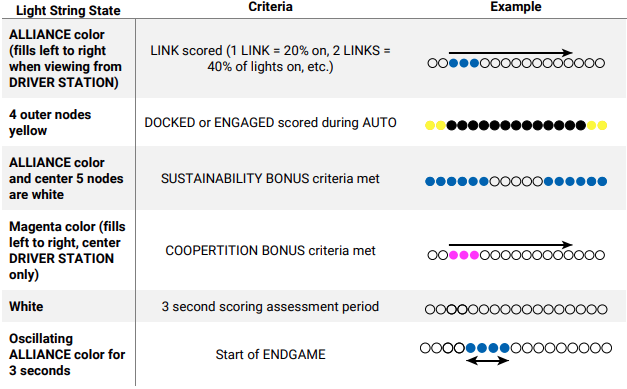 Light String State Criteria Example
ALLIANCE color
(fills left to right
when viewing from
DRIVER STATION)
LINK scored (1 LINK = 20% on, 2 LINKS =
40% of lights on, etc.)
4 outer nodes
yellow
DOCKED or ENGAGED scored during AUTO
ALLIANCE color
and center 5 nodes
are white
SUSTAINABILITY BONUS criteria met
Magenta color (fills
left to right, center
DRIVER STATION
only)
COOPERTITION BONUS criteria met
White
3 second scoring assessment period
Oscillating
ALLIANCE color for
3 seconds
Start of ENDGAME